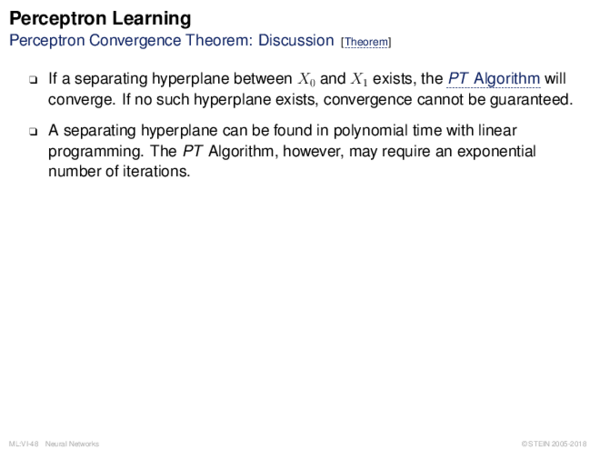 Perceptron Learning
Perceptron Convergence Theorem: Discussion [Theorem]
❑ If a separating hyperplane between X₀ and X₁ exists, the PT Algorithm will
converge. If no such hyperplane exists, convergence cannot be guaranteed.
❑ A separating hyperplane can be found in polynomial time with linear
programming. The PT Algorithm, however, may require an exponential
number of iterations.
ML:VI-48 Neural Networks © STEIN 2005-2018